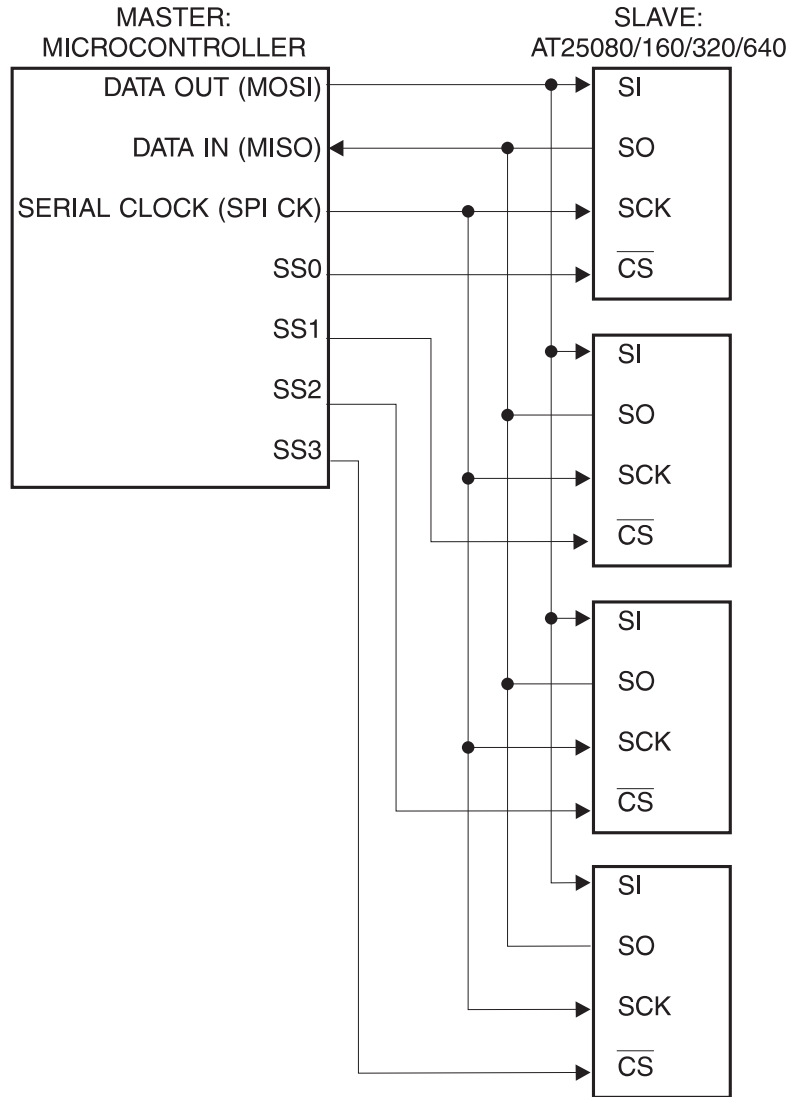 MASTER:
MICROCONTROLLER
SLAVE:
AT25080/160/320/640
DATA OUT (MOSI)
DATA IN (MISO)
SERIAL CLOCK (SPI CK)
SS0
SS1
SS2
SS3
SI
SO
SCK
CS
SI
SO
SCK
CS
SI
SO
SCK
CS
SI
SO
SCK
CS